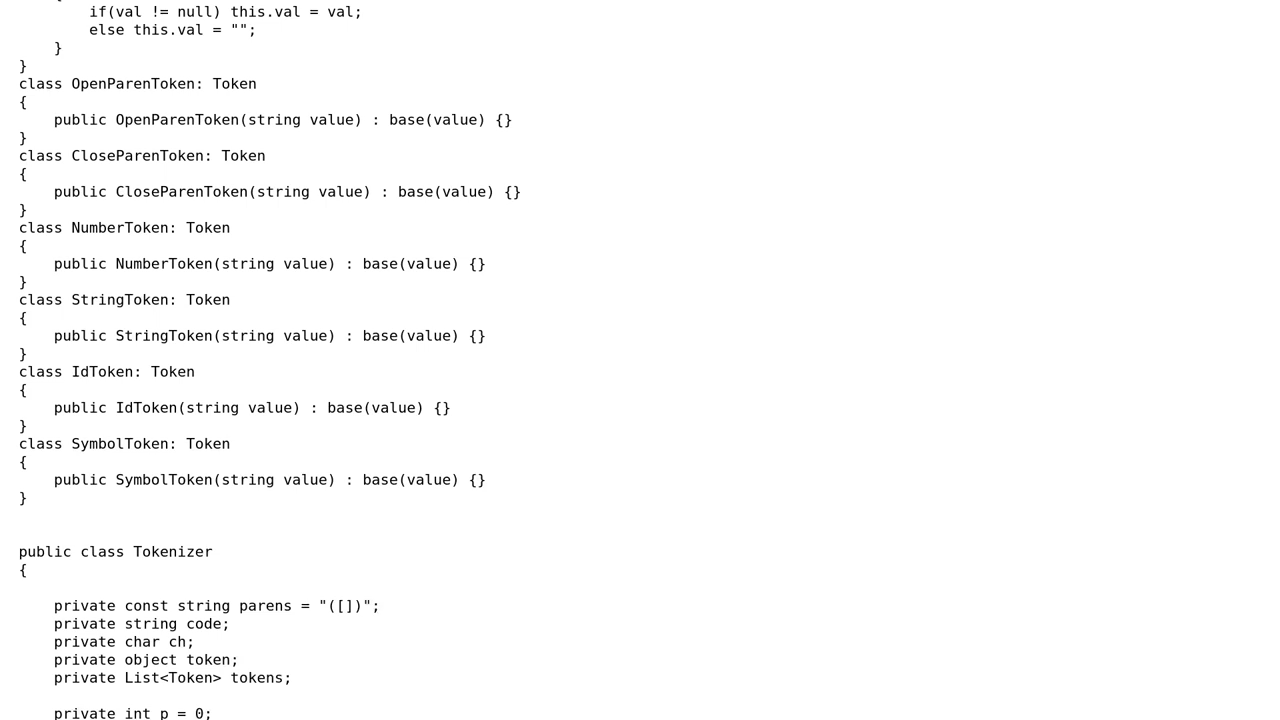 if(val != null) this.val = val;
        else this.val = "";
    }
}
class OpenParenToken: Token
{
    public OpenParenToken(string value) : base(value) {}
}
class CloseParenToken: Token
{
    public CloseParenToken(string value) : base(value) {}
}
class NumberToken: Token
{
    public NumberToken(string value) : base(value) {}
}
class StringToken: Token
{
    public StringToken(string value) : base(value) {}
}
class IdToken: Token
{
    public IdToken(string value) : base(value) {}
}
class SymbolToken: Token
{
    public SymbolToken(string value) : base(value) {}
}
public class Tokenizer
{
    private const string parens = "([])";
    private string code;
    private char ch;
    private object token;
    private List<Token> tokens;
    private int p = 0;